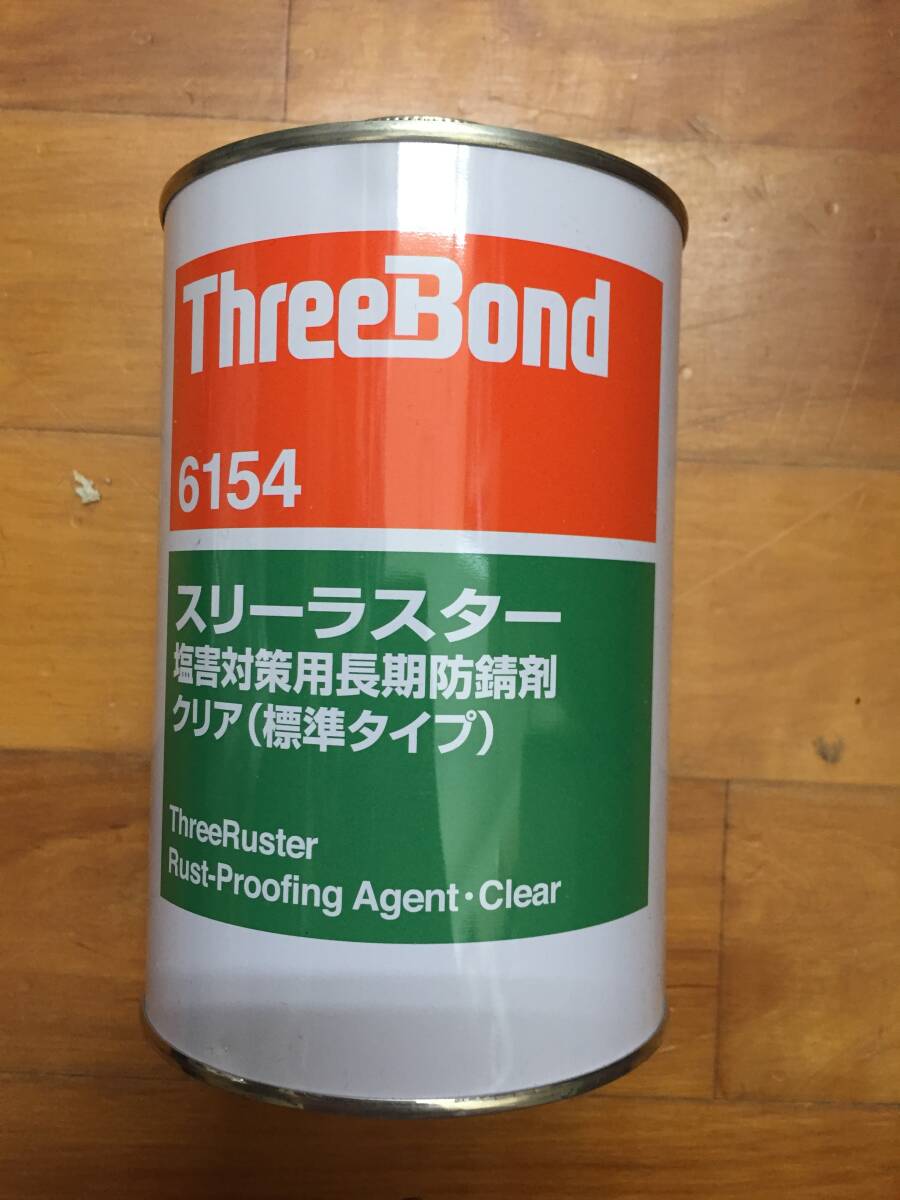 ThreeBond
6154
スリーラスター
塩害対策用長期防錆剤
クリア(標準タイプ)
ThreeRuster
Rust-Proofing Agent・Clear